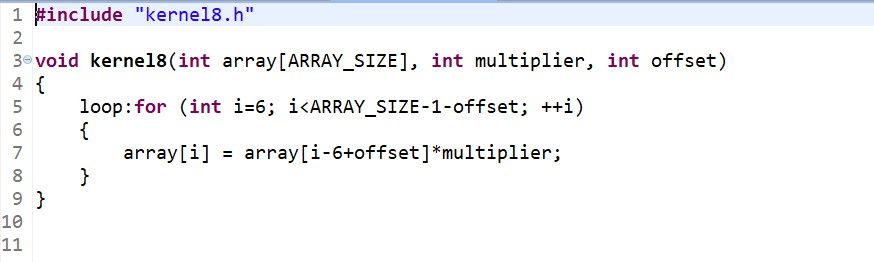 1 #include "kernel8.h"
2
3 void kernel8(int array[ARRAY_SIZE], int multiplier, int offset)
4 {
5     loop:for (int i=6; i<ARRAY_SIZE-1-offset; ++i)
6     {
7         array[i] = array[i-6+offset]*multiplier;
8     }
9 }
10
11